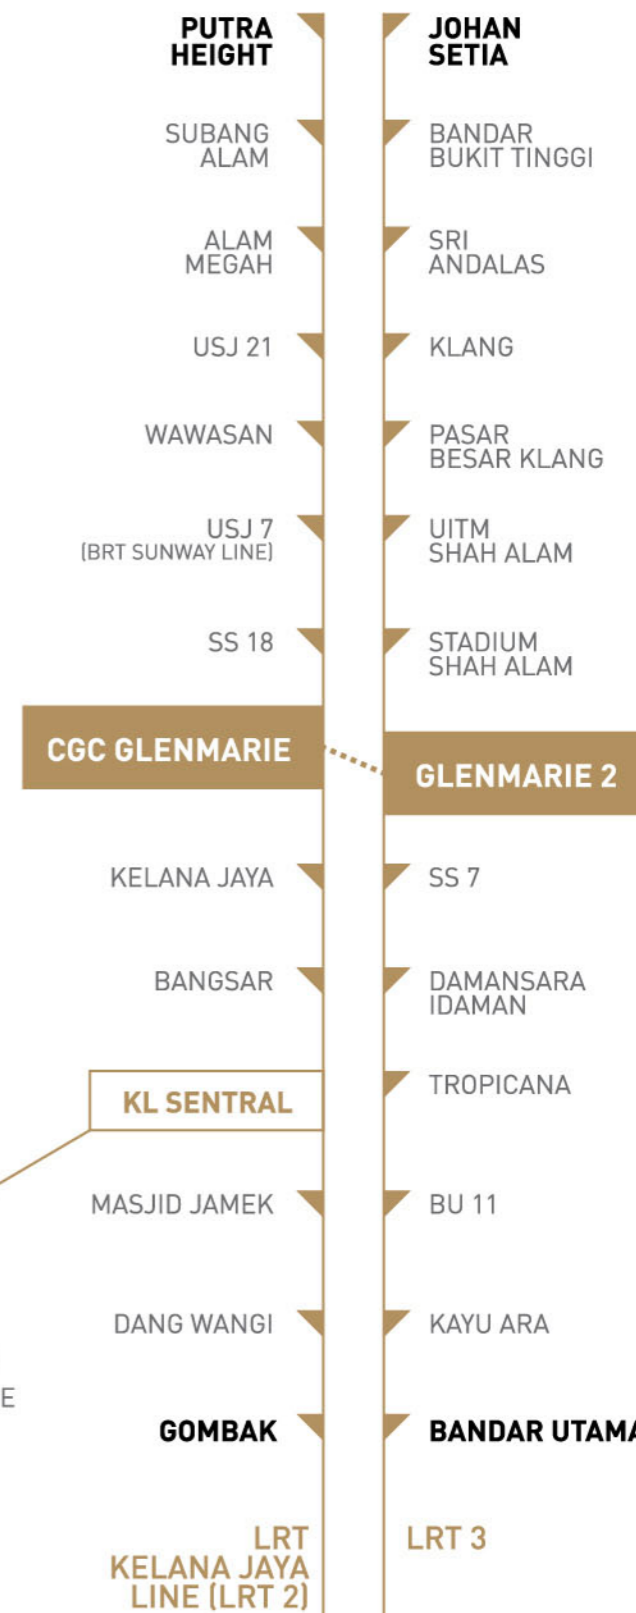 PUTRA
HEIGHT
JOHAN
SETIA
SUBANG
ALAM
BANDAR
BUKIT TINGGI
ALAM
MEGAH
SRI
ANDALAS
USJ 21
KLANG
WAWASAN
PASAR
BESAR KLANG
USJ 7
(BRT SUNWAY LINE)
UITM
SHAH ALAM
SS 18
STADIUM
SHAH ALAM
CGC GLENMARIE
GLENMARIE 2
KELANA JAYA
SS 7
BANGSAR
DAMANSARA
IDAMAN
KL SENTRAL
TROPICANA
MASJID JAMEK
BU 11
DANG WANGI
KAYU ARA
E
GOMBAK
BANDAR UTAMA
LRT
KELANA JAYA
LINE (LRT 2)
LRT 3